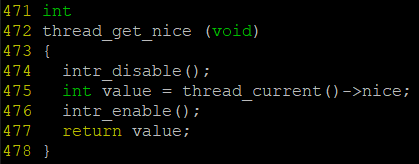 471 int
472 thread_get_nice (void)
473 {
474   intr_disable();
475   int value = thread_current()->nice;
476   intr_enable();
477   return value;
478 }